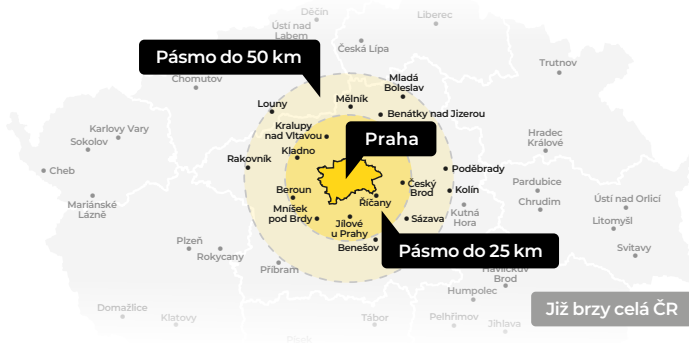 Děčín
Liberec
Ústí nad
Labem
Česká Lípa
Trutnov
Pásmo do 50 km
Chomutov
Mladá
Boleslav
Louny
Mělník
Benátky nad Jizerou
Karlovy Vary
Sokolov
Kralupy
nad Vltavou
Praha
Hradec
Králové
Kladno
Rakovník
Cheb
Poděbrady
Český
Brod
Kolín
Pardubice
Beroun
Říčany
Chrudim
Ústí nad Orlicí
Mariánské
Lázně
Mníšek
pod Brdy
Jílové
u Prahy
Sázava
Kutná
Hora
Litomyšl
Plzeň
Rokycany
Benešov
Pásmo do 25 km
Svitavy
Příbram
Havlíčkův
Brod
Humpolec
Již brzy celá ČR
Domažlice
Klatovy
Tábor
Pelhřimov
Jihlava
Písek